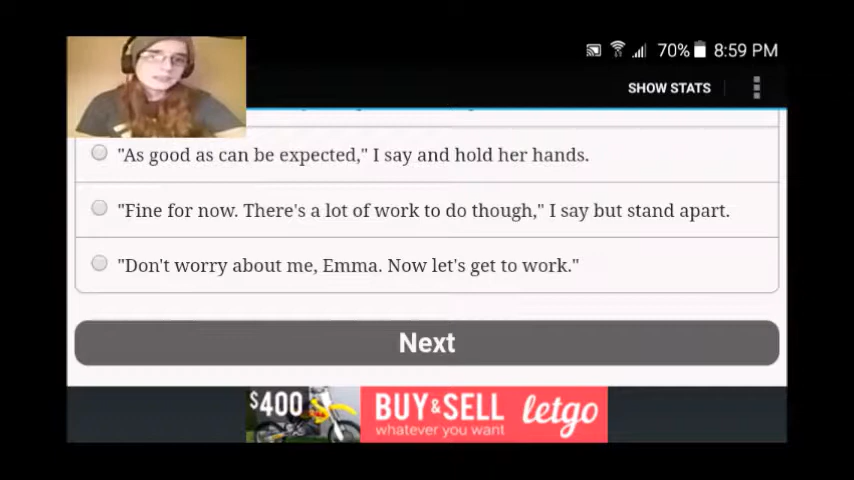 70% 8:59 PM
SHOW STATS
"As good as can be expected," I say and hold her hands.
"Fine for now. There's a lot of work to do though," I say but stand apart.
"Don't worry about me, Emma. Now let's get to work."
Next
$400 BUY & SELL letgo
whatever you want